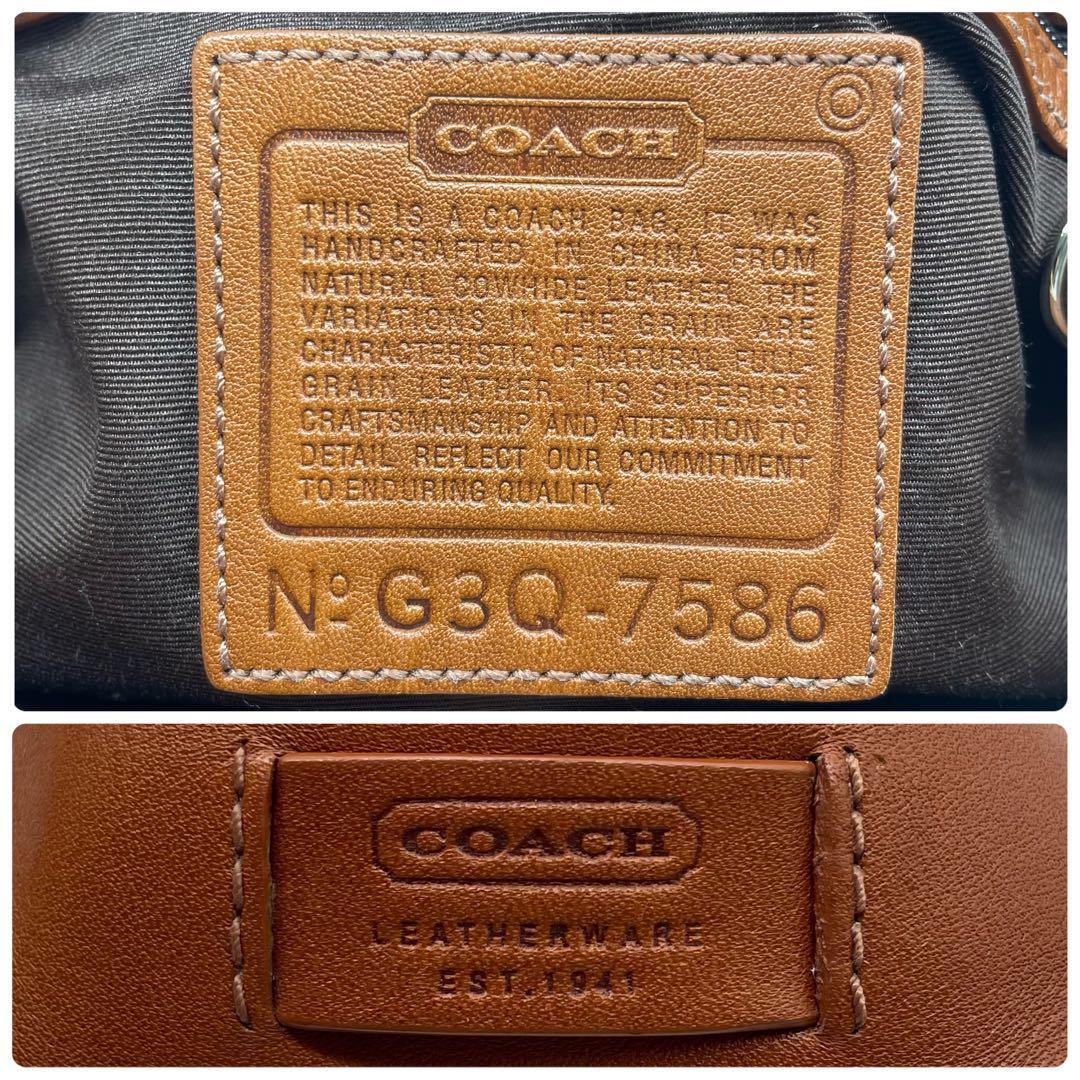 COACH
THIS IS A COACH BAG. IT WAS
HANDCRAFTED IN CHINA FROM
NATURAL COWHIDE LEATHER. THE
VARIATIONS IN THE GRAIN ARE
CHARACTERISTIC OF NATURAL FULL
GRAIN LEATHER. ITS SUPERIOR
CRAFTSMANSHIP AND ATTENTION TO
DETAIL REFLECT OUR COMMITMENT
TO ENDURING QUALITY.
Nº G3Q-7586
COACH
LEATHERWARE
EST.1941